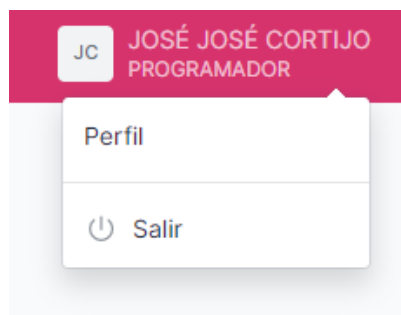 JC
JOSÉ JOSÉ CORTIJO
PROGRAMADOR
Perfil
Salir